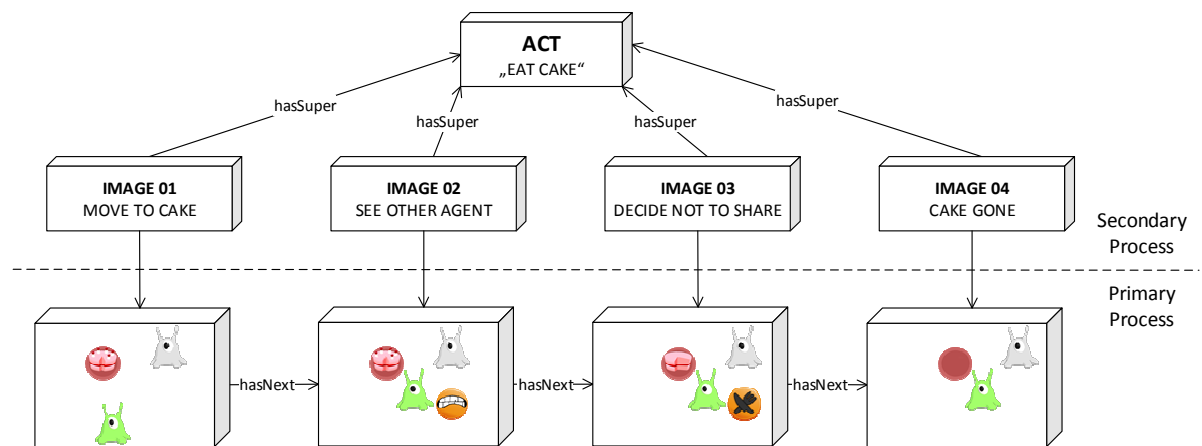 ACT
„EAT CAKE“
hasSuper
hasSuper
hasSuper
hasSuper
IMAGE 01
MOVE TO CAKE
IMAGE 02
SEE OTHER AGENT
IMAGE 03
DECIDE NOT TO SHARE
IMAGE 04
CAKE GONE
Secondary
Process
Primary
Process
hasNext
hasNext
hasNext